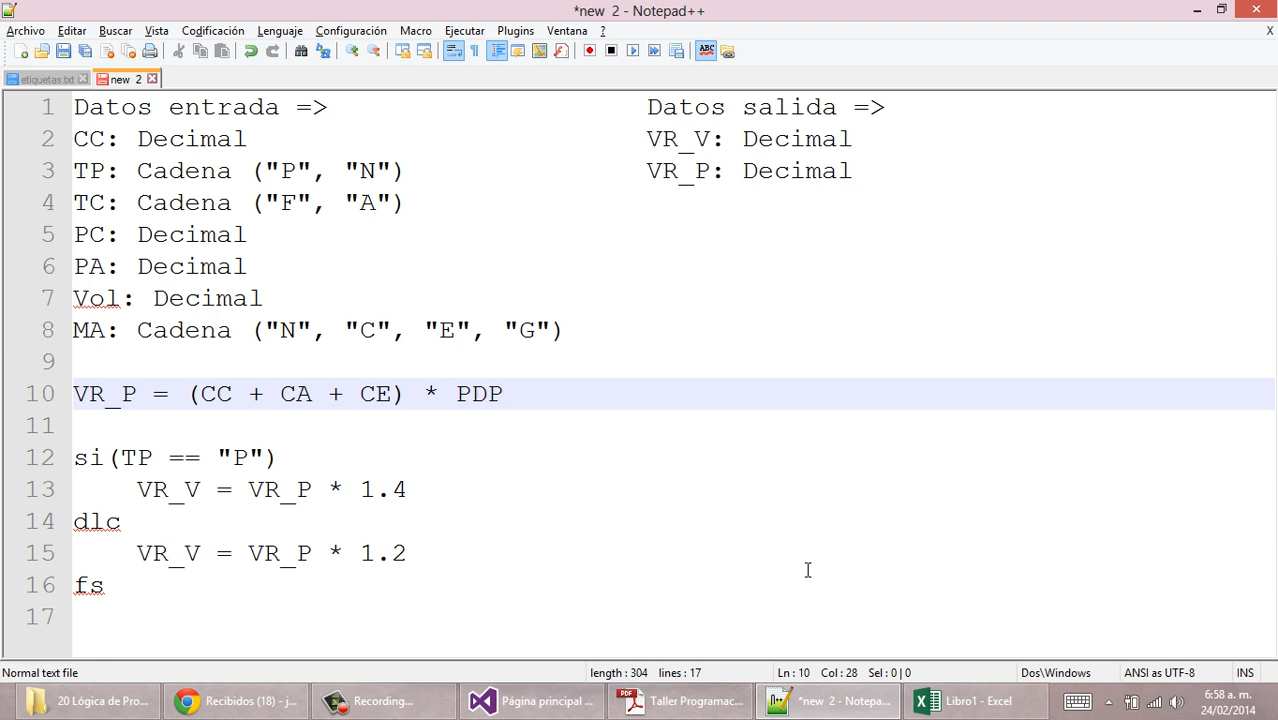 *new 2 - Notepad++
Archivo Editar Buscar Vista Codificación Lenguaje Configuración Macro Ejecutar Plugins Ventana ? X
etiquetas.txt new 2
1 Datos entrada => Datos salida =>
2 CC: Decimal VR_V: Decimal
3 TP: Cadena ("P", "N") VR_P: Decimal
4 TC: Cadena ("F", "A")
5 PC: Decimal
6 PA: Decimal
7 Vol: Decimal
8 MA: Cadena ("N", "C", "E", "G")
9
10 VR_P = (CC + CA + CE) * PDP
11
12 si(TP == "P")
13 VR_V = VR_P * 1.4
14 dlc
15 VR_V = VR_P * 1.2
16 fs
17
Normal text file length : 304 lines : 17 Ln : 10 Col : 28 Sel : 0 | 0 Dos\Windows ANSI as UTF-8 INS
20 Lógica de Pro... Recibidos (18) - j... Recording... Página principal ... Taller Programac... *new 2 - Notepa... Libro1 - Excel 6:58 a. m.
24/02/2014